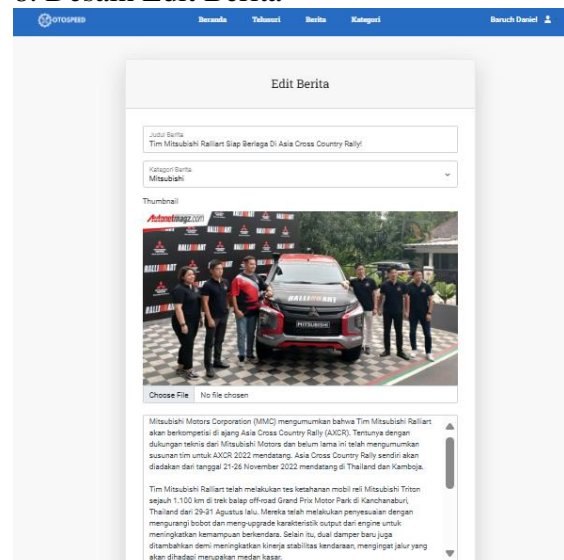 8. Desain Edit Berita
OTOSPEED Beranda Telusuri Berita Kategori Baruch Daniel
Edit Berita
Judul Berita
Tim Mitsubishi Ralliart Siap Berlaga Di Asia Cross Country Rally!
Kategori Berita
Mitsubishi
Thumbnail
Autonetmagz.com
RALLIART
MITSUBISHI
Choose File No file chosen
Mitsubishi Motors Corporation (MMC) mengumumkan bahwa Tim Mitsubishi Ralliart
akan berkompetisi di ajang Asia Cross Country Rally (AXCR). Tentunya dengan
dukungan teknis dari Mitsubishi Motors dan belum lama ini telah mengumumkan
susunan tim untuk AXCR 2022 mendatang. Asia Cross Country Rally sendiri akan
diadakan dari tanggal 21-26 November 2022 mendatang di Thailand dan Kamboja.
Tim Mitsubishi Ralliart telah melakukan tes ketahanan mobil reli Mitsubishi Triton
sejauh 1.100 km di trek balap off-road Grand Prix Motor Park di Kanchanaburi,
Thailand dari 29-31 Agustus lalu. Mereka telah melakukan penyesuaian dengan
mengurangi bobot dan meng-upgrade karakteristik output dari engine untuk
meningkatkan kemampuan berkendara. Selain itu, dual damper baru juga
ditambahkan demi meningkatkan kinerja stabilitas kendaraan, mengingat jalur yang
akan dihadapi merupakan medan kasar.